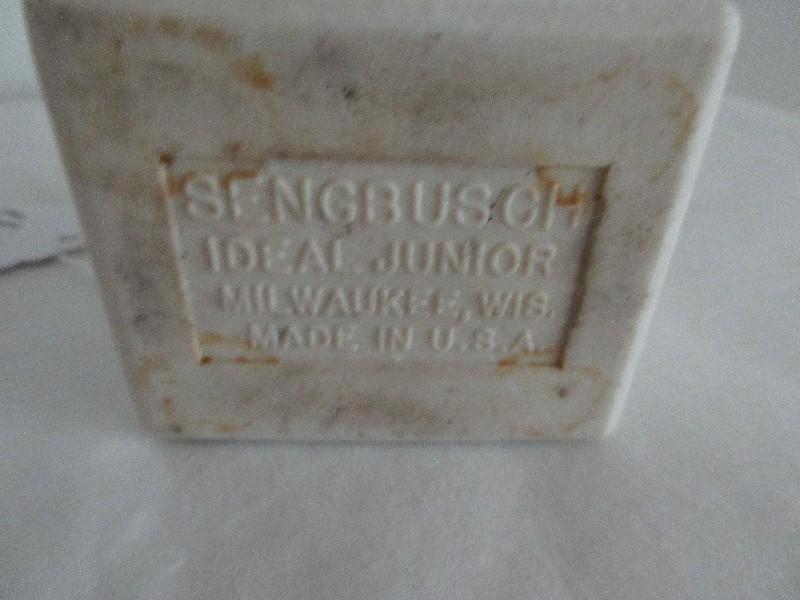 SENGBUSCH
IDEAL JUNIOR
MILWAUKEE, WIS.
MADE IN U.S.A.